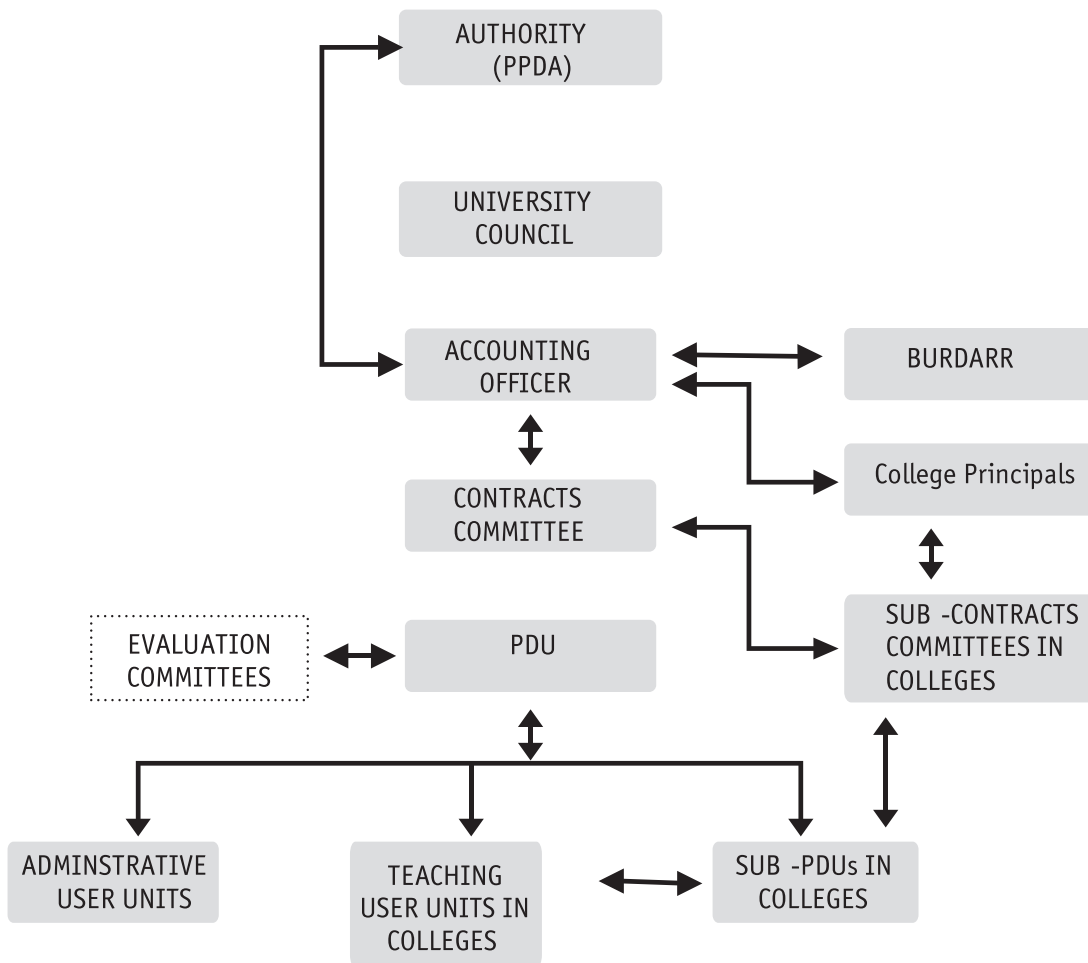 AUTHORITY
(PPDA)
UNIVERSITY
COUNCIL
ACCOUNTING
OFFICER
BURDARR
College Principals
CONTRACTS
COMMITTEE
EVALUATION
COMMITTEES
PDU
SUB -CONTRACTS
COMMITTEES IN
COLLEGES
ADMINSTRATIVE
USER UNITS
TEACHING
USER UNITS IN
COLLEGES
SUB -PDUs IN
COLLEGES